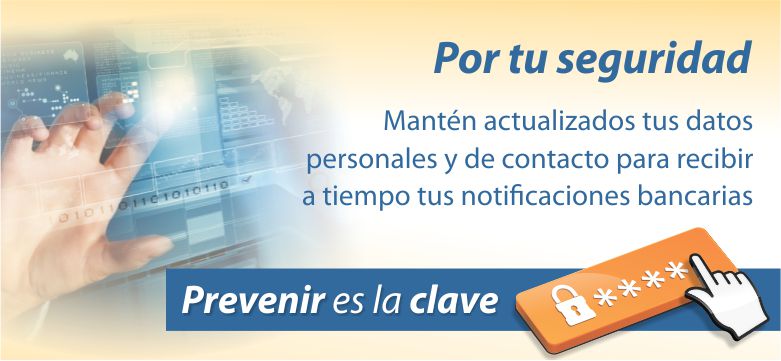 Por tu seguridad
Mantén actualizados tus datos
personales y de contacto para recibir
a tiempo tus notificaciones bancarias
01010101010110
Prevenir es la clave
****